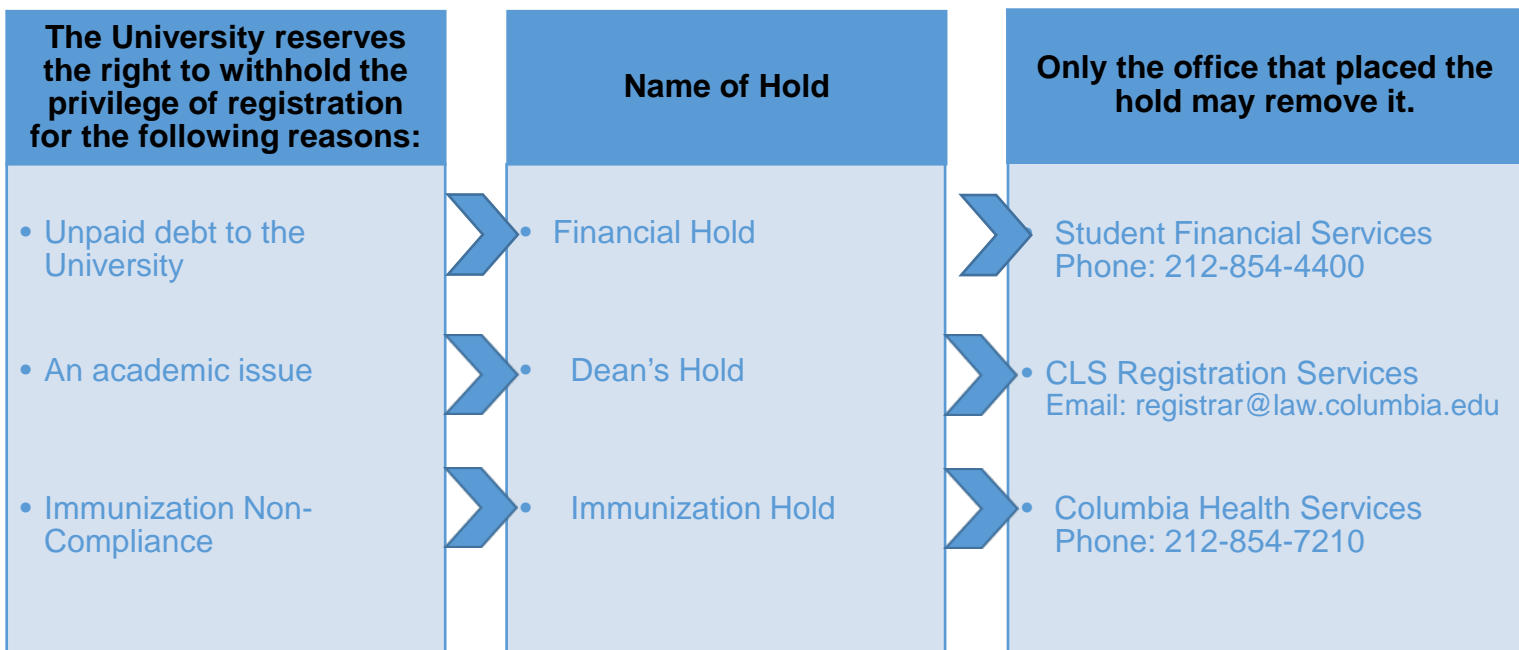 The University reserves
the right to withhold the
privilege of registration
for the following reasons:
Name of Hold
Only the office that placed the
hold may remove it.
• Unpaid debt to the
University
• Financial Hold
• Student Financial Services
Phone: 212-854-4400
• An academic issue
• Dean’s Hold
• CLS Registration Services
Email: registrar@law.columbia.edu
• Immunization Non-
Compliance
• Immunization Hold
• Columbia Health Services
Phone: 212-854-7210